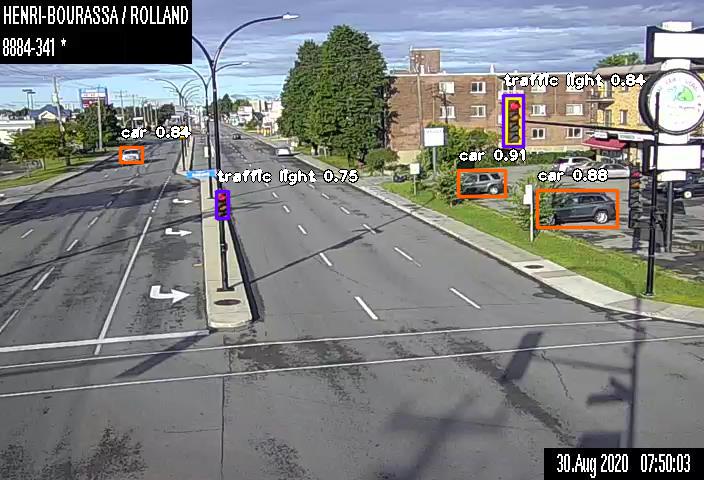 HENRI-BOURASSA / ROLLAND
8884-341 *
traffic light 0.84
car 0.84
car 0.91
traffic light 0.75
car 0.88
30.Aug 2020 07:50:03